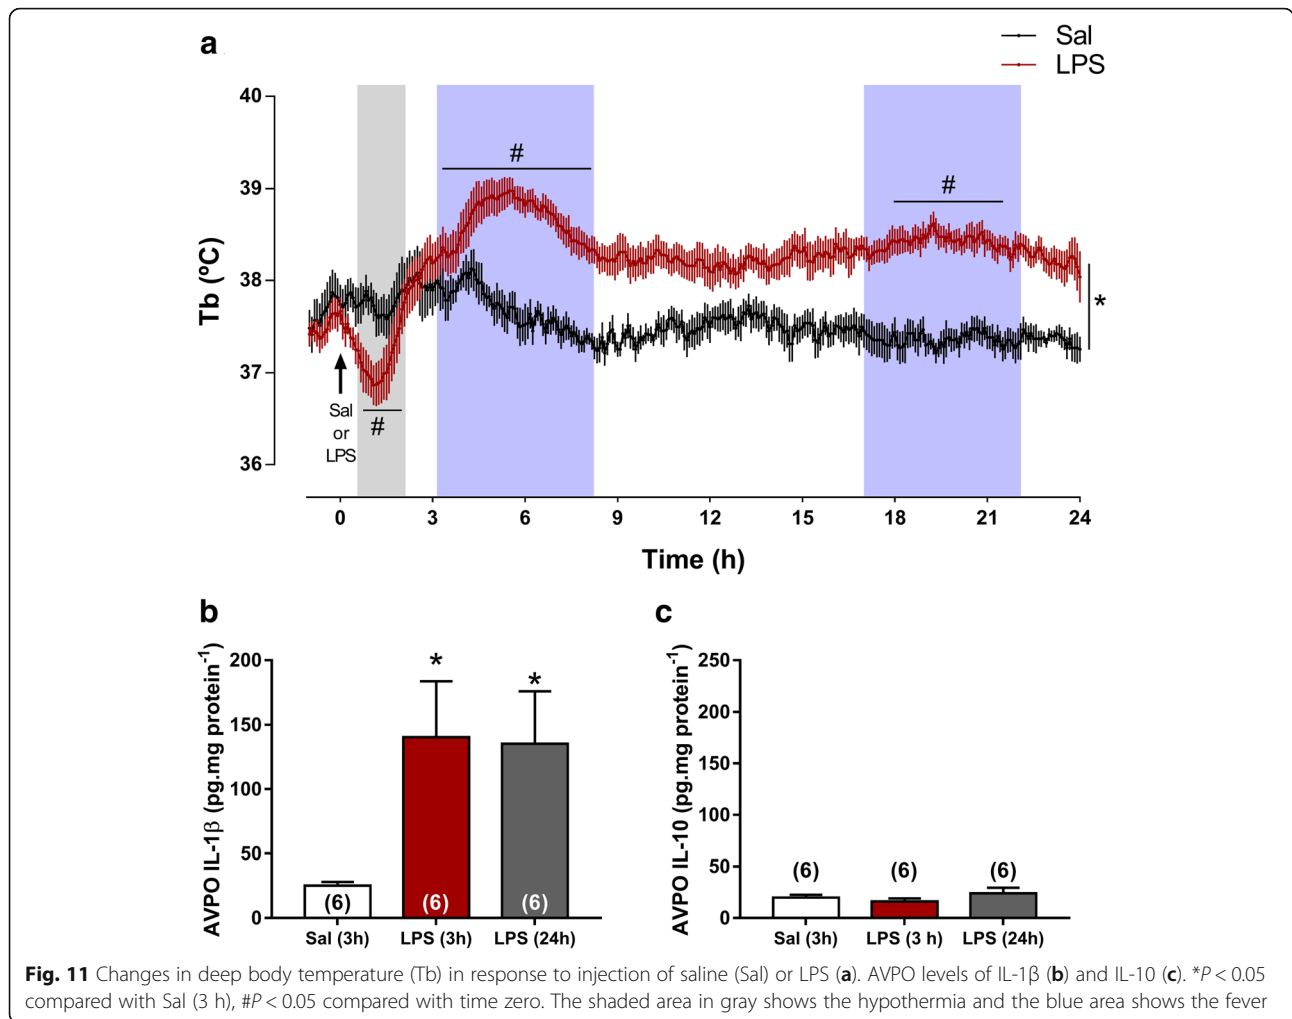 a
Sal
LPS
Tb (ºC)
40
39
38
37
36
#
#
#
*
Sal
or
LPS
0 3 6 9 12 15 18 21 24
Time (h)
b
AVPO IL-1β (pg.mg protein-1)
200
150
100
50
0
*
*
(6) (6) (6)
Sal (3h) LPS (3h) LPS (24h)
c
AVPO IL-10 (pg.mg protein-1)
250
200
150
100
50
0
(6) (6) (6)
Sal (3h) LPS (3 h) LPS (24h)
Fig. 11 Changes in deep body temperature (Tb) in response to injection of saline (Sal) or LPS (a). AVPO levels of IL-1β (b) and IL-10 (c). *P < 0.05
compared with Sal (3 h), #P < 0.05 compared with time zero. The shaded area in gray shows the hypothermia and the blue area shows the fever